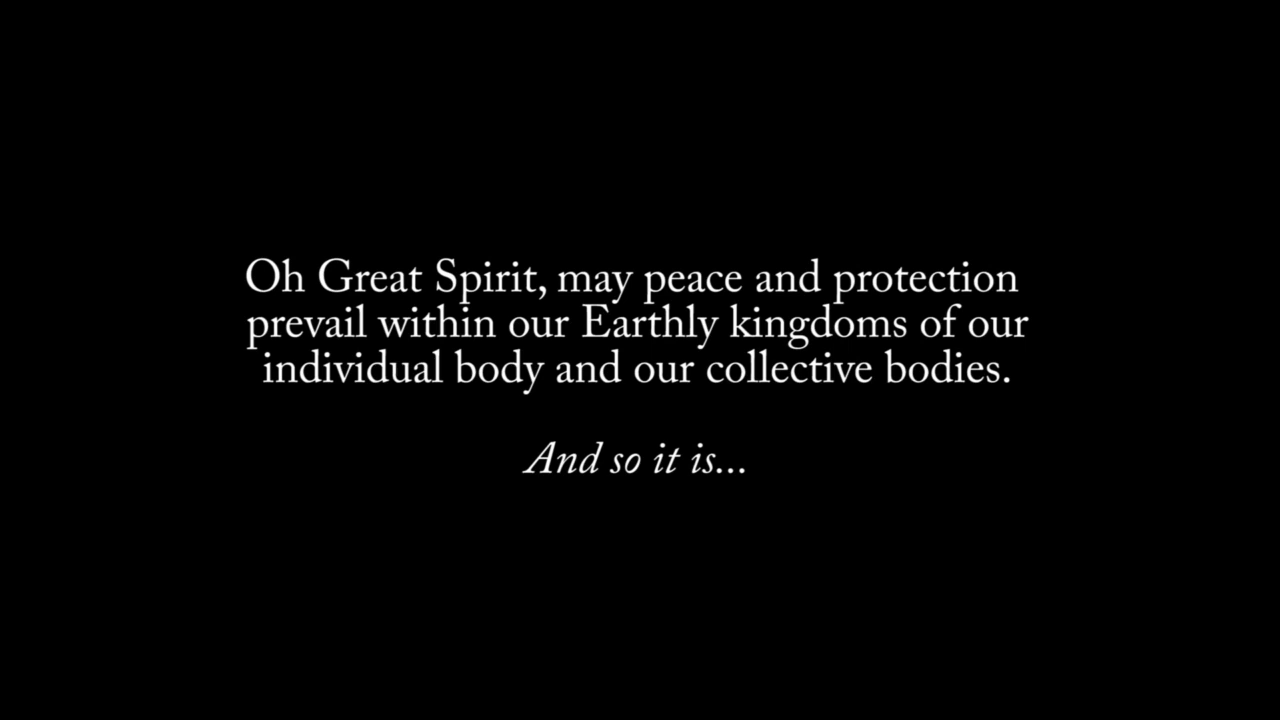 Oh Great Spirit, may peace and protection
prevail within our Earthly kingdoms of our
individual body and our collective bodies.
And so it is...